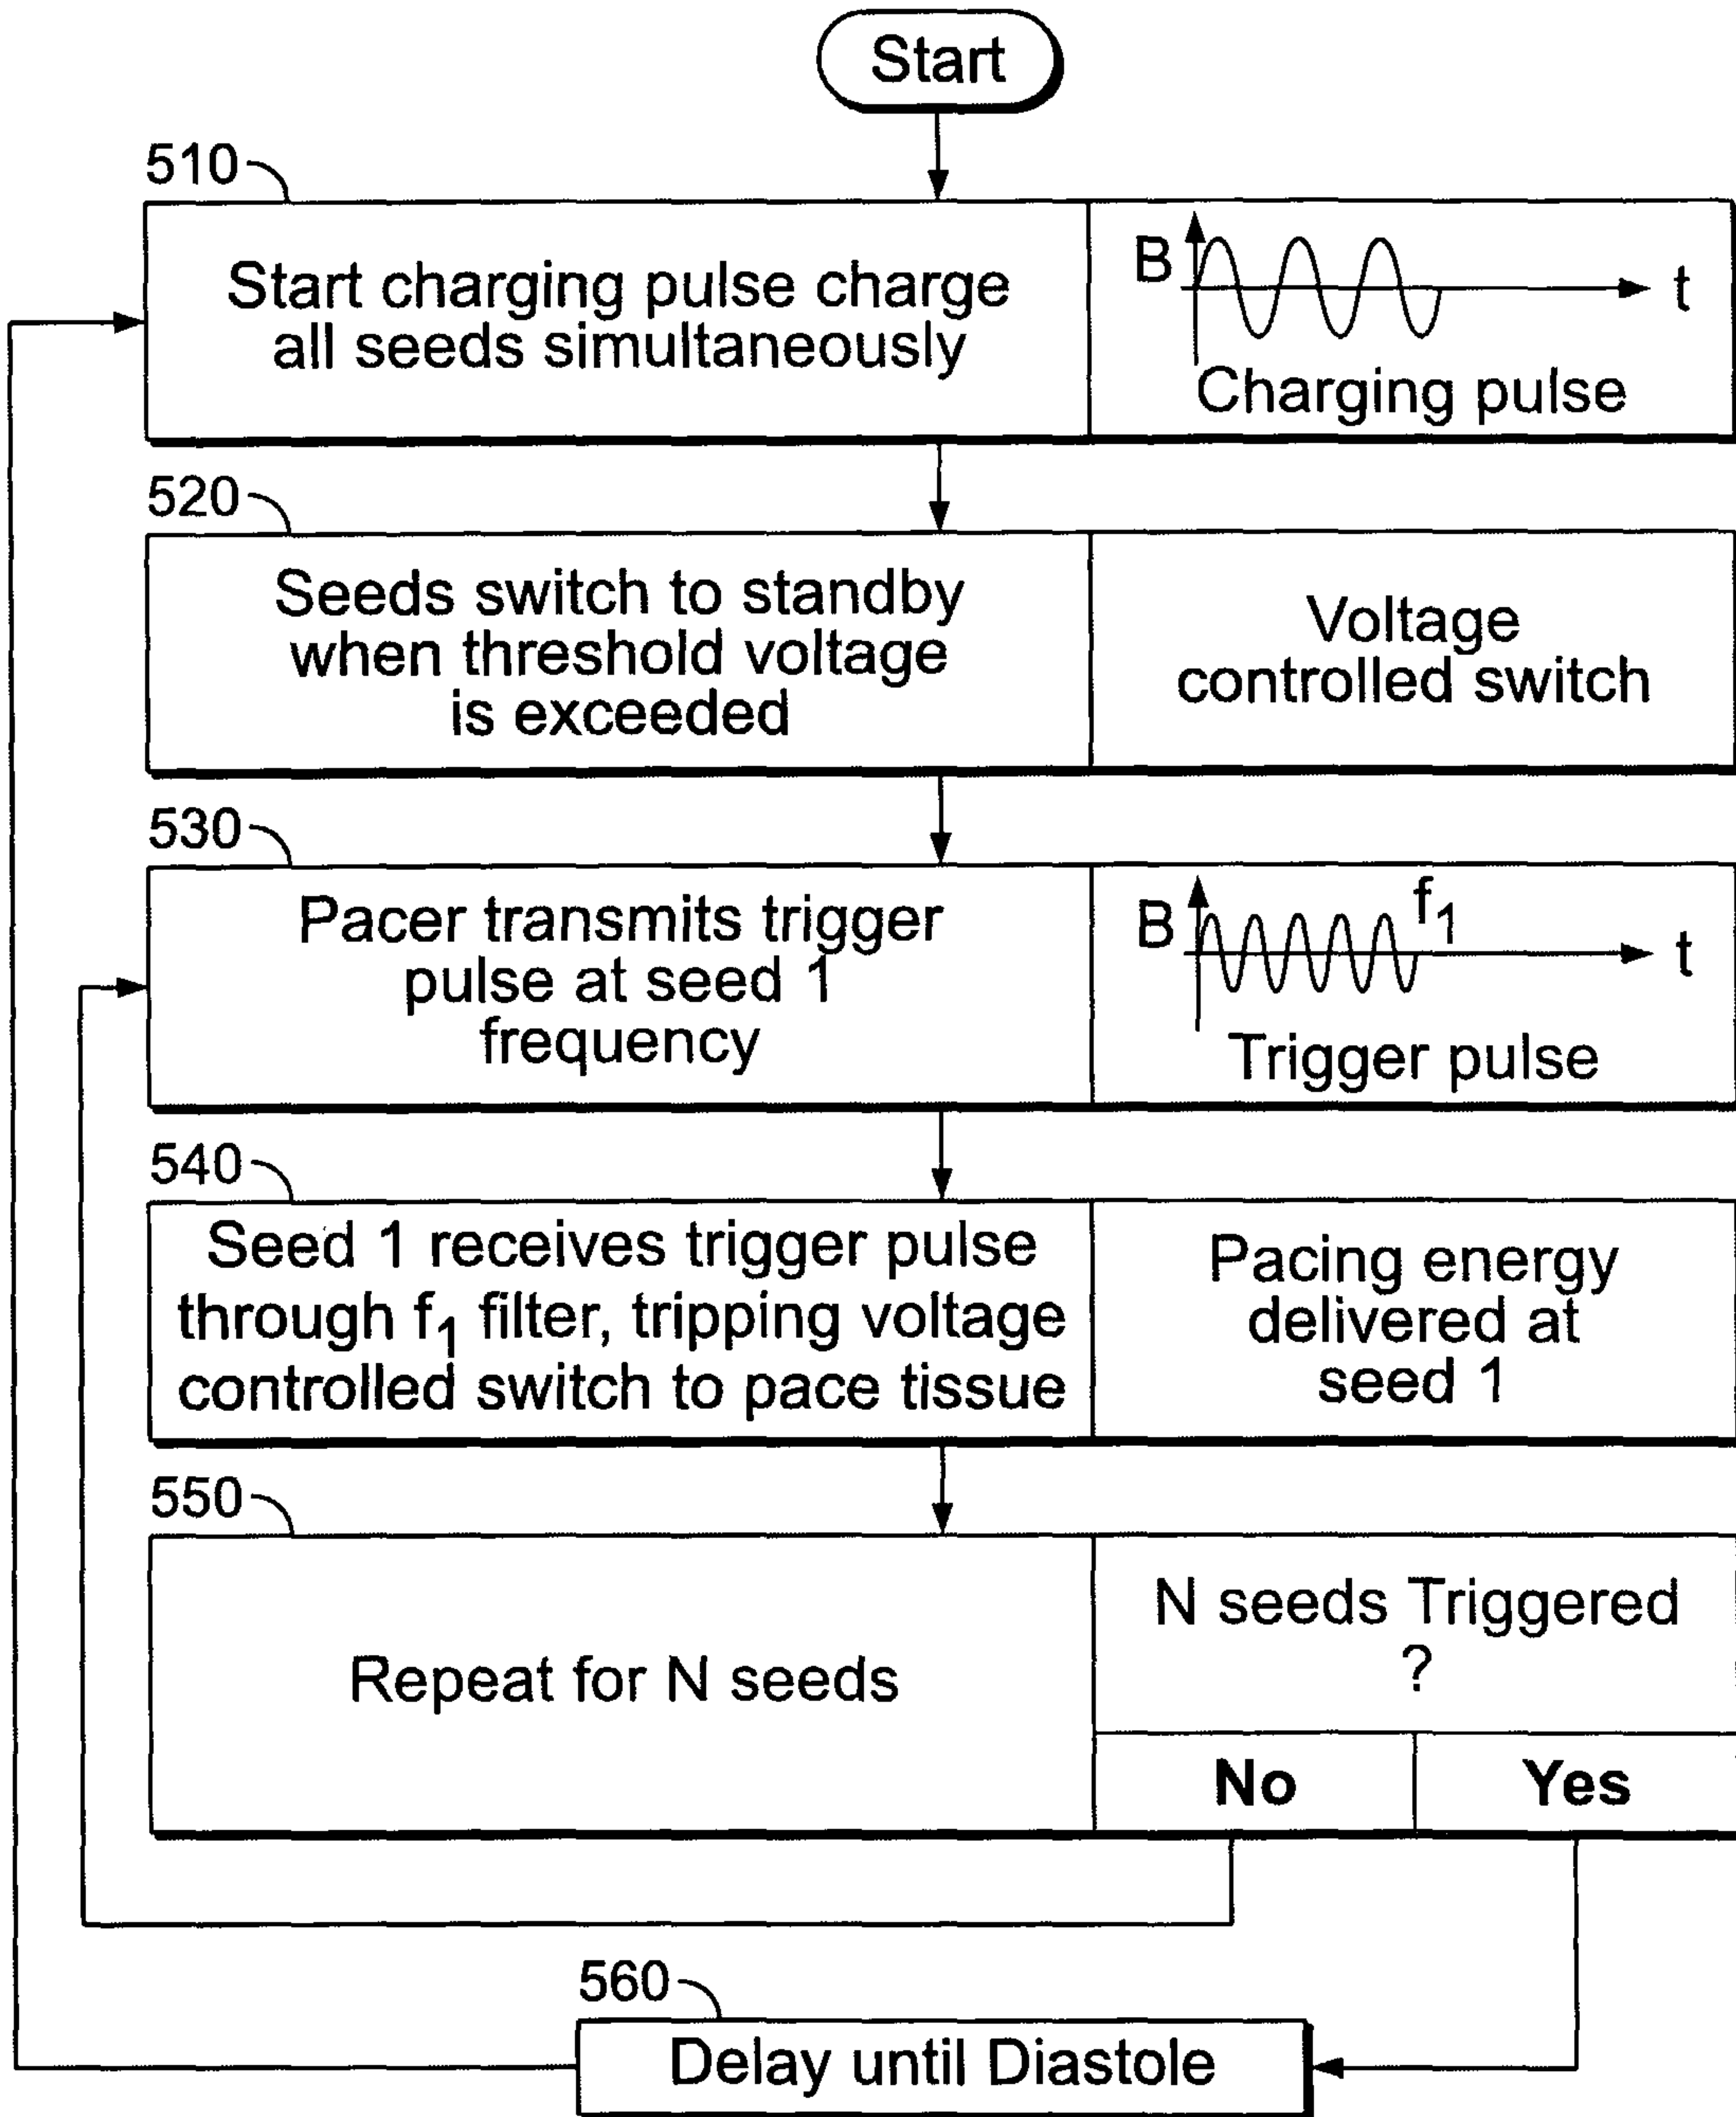 Start
510
Start charging pulse charge
all seeds simultaneously
B
t
Charging pulse
520
Seeds switch to standby
when threshold voltage
is exceeded
Voltage
controlled switch
530
Pacer transmits trigger
pulse at seed 1
frequency
B
f1
t
Trigger pulse
540
Seed 1 receives trigger pulse
through f1 filter, tripping voltage
controlled switch to pace tissue
Pacing energy
delivered at
seed 1
550
Repeat for N seeds
N seeds Triggered
?
No
Yes
560
Delay until Diastole